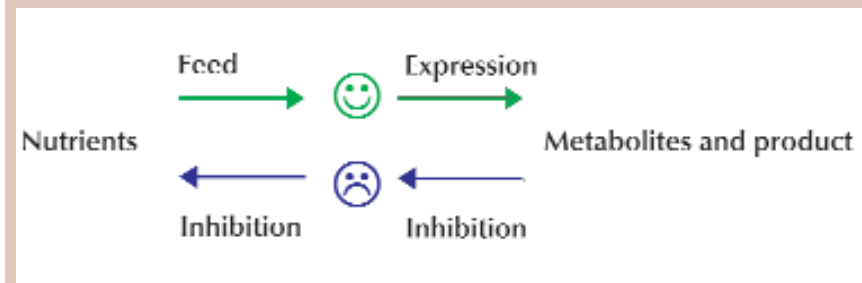 Feed
Expression
Nutrients
Metabolites and product
Inhibition
Inhibition